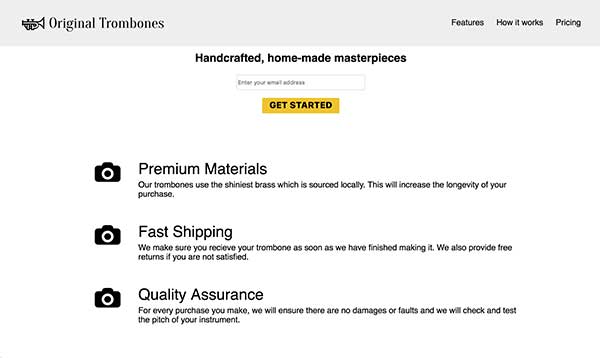 Original Trombones
Features How it works Pricing
Handcrafted, home-made masterpieces
Enter your email address
GET STARTED
Premium Materials
Our trombones use the shiniest brass which is sourced locally. This will increase the longevity of your
purchase.
Fast Shipping
We make sure you recieve your trombone as soon as we have finished making it. We also provide free
returns if you are not satisfied.
Quality Assurance
For every purchase you make, we will ensure there are no damages or faults and we will check and test
the pitch of your instrument.